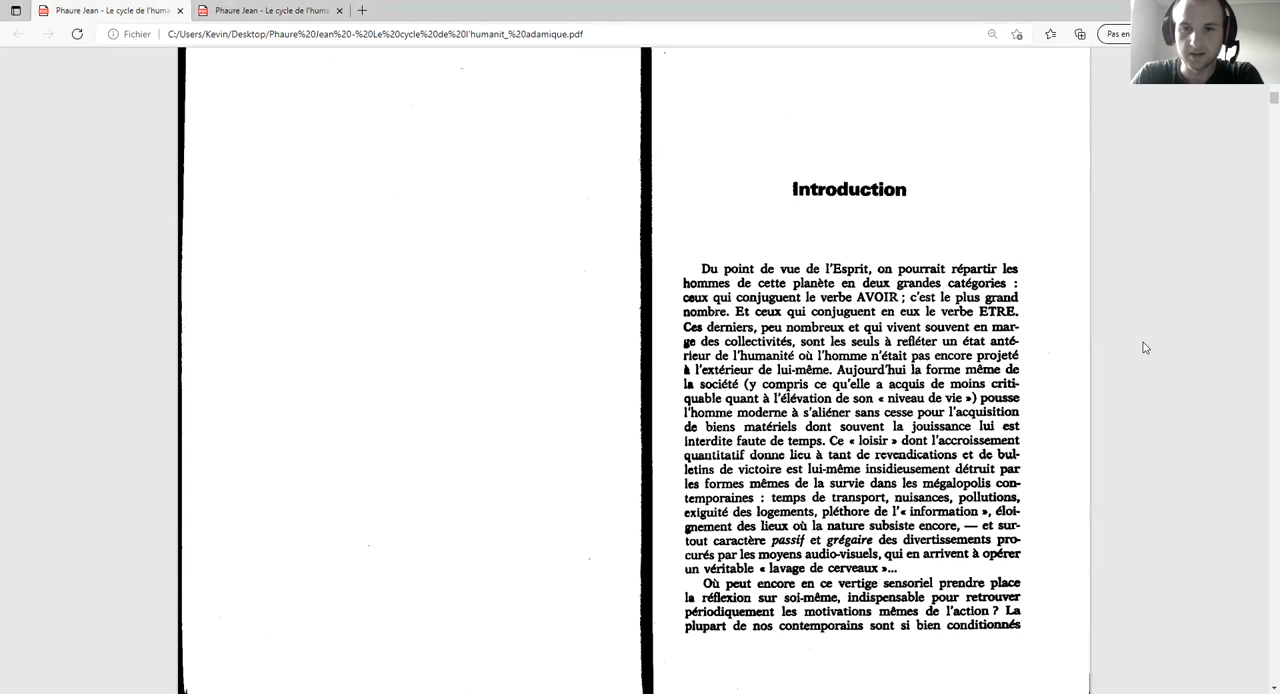 Phaure Jean - Le cycle de l'huma
Phaure Jean - Le cycle de l'huma
Fichier
C:/Users/Kevin/Desktop/Phaure%20Jean%20-%20Le%20cycle%20de%20l'humanit_%20adamique.pdf
Pas en
Introduction
Du point de vue de l'Esprit, on pourrait répartir les
hommes de cette planète en deux grandes catégories :
ceux qui conjuguent le verbe AVOIR ; c'est le plus grand
nombre. Et ceux qui conjuguent en eux le verbe ETRE.
Ces derniers, peu nombreux et qui vivent souvent en mar-
ge des collectivités, sont les seuls à refléter un état anté-
rieur de l'humanité où l'homme n'était pas encore projeté
à l'extérieur de lui-même. Aujourd'hui la forme même de
la société (y compris ce qu'elle a acquis de moins criti-
quable quant à l'élévation de son « niveau de vie ») pousse
l'homme moderne à s'aliéner sans cesse pour l'acquisition
de biens matériels dont souvent la jouissance lui est
interdite faute de temps. Ce « loisir » dont l'accroissement
quantitatif donne lieu à tant de revendications et de bul-
letins de victoire est lui-même insidieusement détruit par
les formes mêmes de la survie dans les mégalopolis con-
temporaines : temps de transport, nuisances, pollutions,
exiguité des logements, pléthore de l'« information », éloi-
gnement des lieux où la nature subsiste encore, — et sur-
tout caractère passif et grégaire des divertissements pro-
curés par les moyens audio-visuels, qui en arrivent à opérer
un véritable « lavage de cerveaux »...
Où peut encore en ce vertige sensoriel prendre place
la réflexion sur soi-même, indispensable pour retrouver
périodiquement les motivations mêmes de l'action ? La
plupart de nos contemporains sont si bien conditionnés